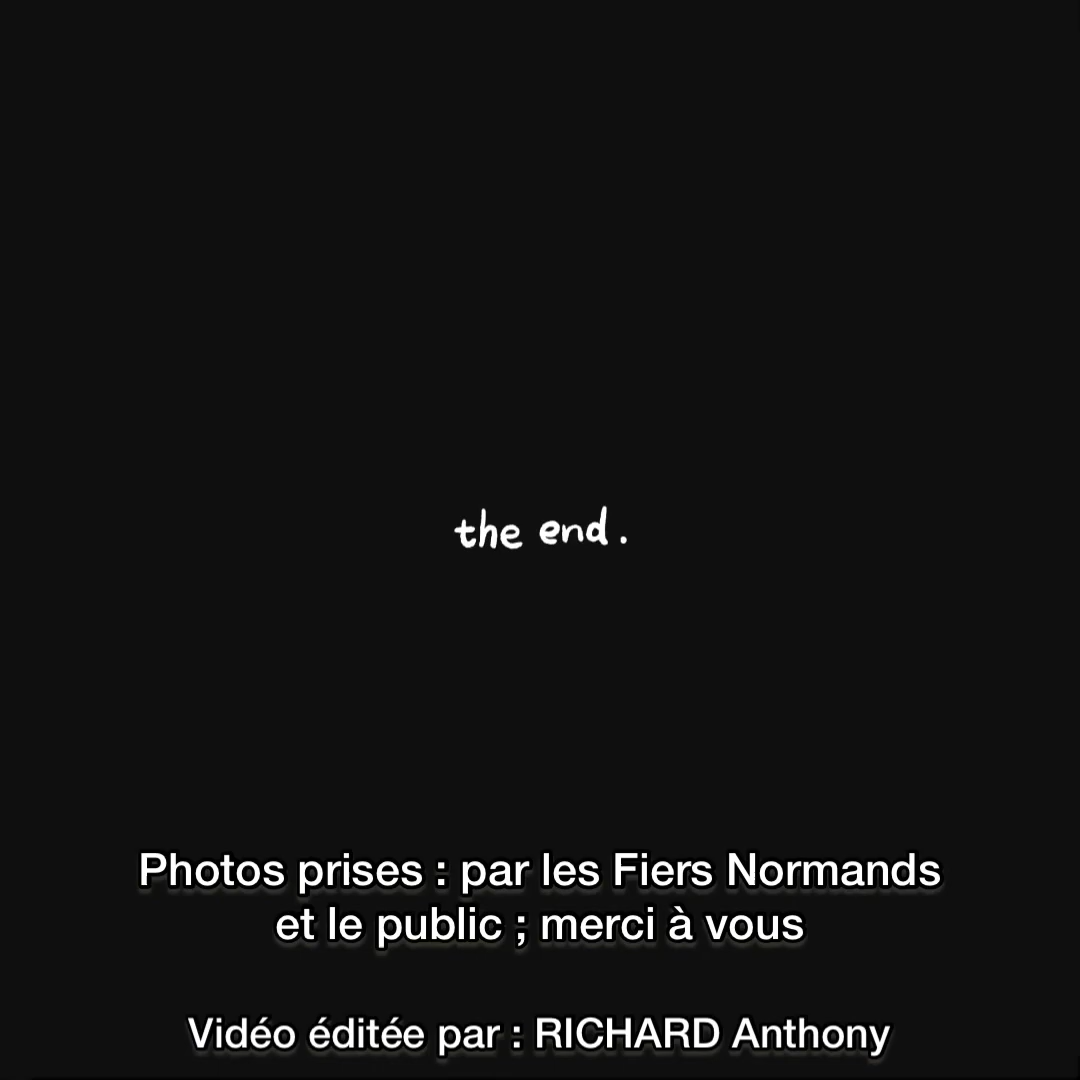 the end.
Photos prises : par les Fiers Normands
et le public ; merci à vous
Vidéo éditée par : RICHARD Anthony